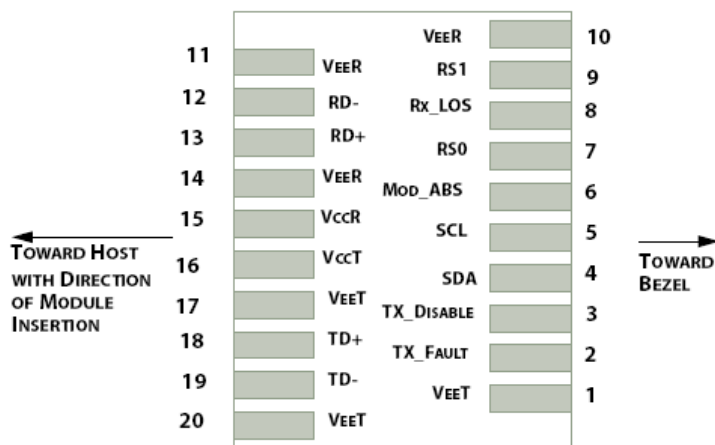 VEER 10
11 VEER RS1 9
12 RD- RX_LOS 8
13 RD+ RS0 7
14 VEER MOD_ABS 6
15 VCCR SCL 5
TOWARD HOST
WITH DIRECTION
OF MODULE
INSERTION
16 VCCT SDA 4
TOWARD
BEZEL
17 VEET TX_DISABLE 3
18 TD+ TX_FAULT 2
19 TD- VEET 1
20 VEET